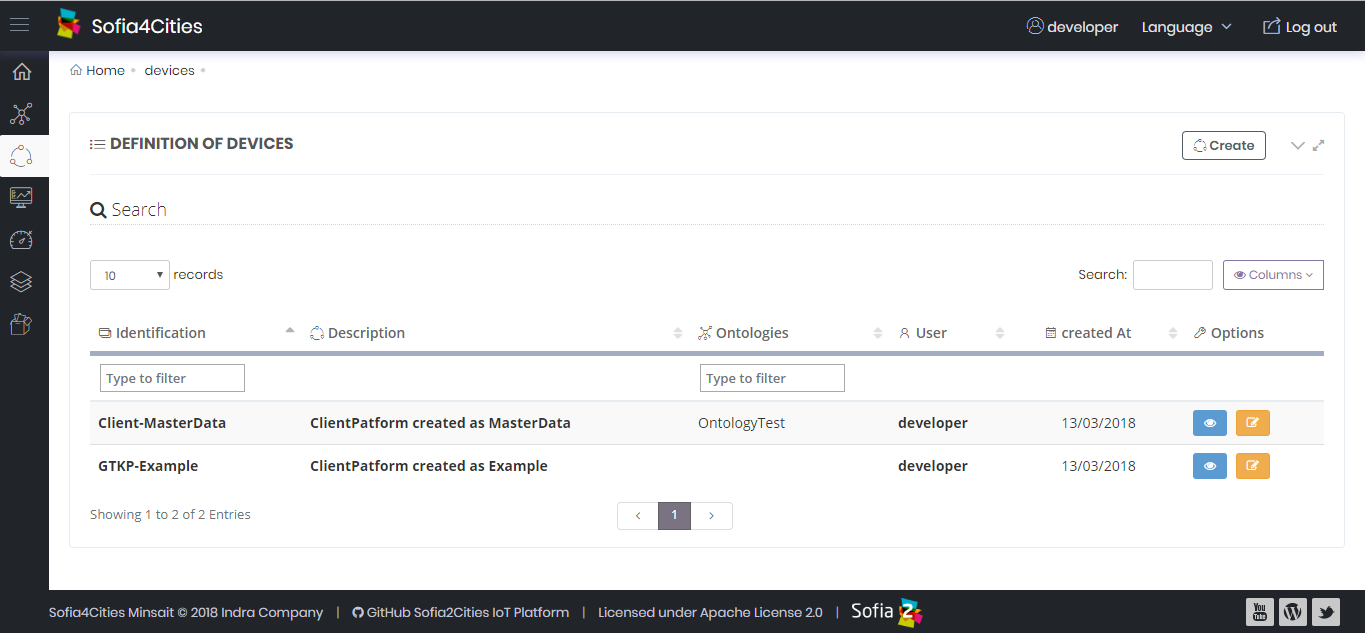 Sofia4Cities developer Language Log out
Home devices
DEFINITION OF DEVICES Create
Search
10 records Search: Columns
Identification Description Ontologies User created At Options
Type to filter Type to filter
Client-MasterData ClientPatform created as MasterData OntologyTest developer 13/03/2018
GTKP-Example ClientPatform created as Example developer 13/03/2018
Showing 1 to 2 of 2 Entries ‹ 1 ›
Sofia4Cities Minsait © 2018 Indra Company | GitHub Sofia2Cities IoT Platform | Licensed under Apache License 2.0 | Sofia 2 You Tube